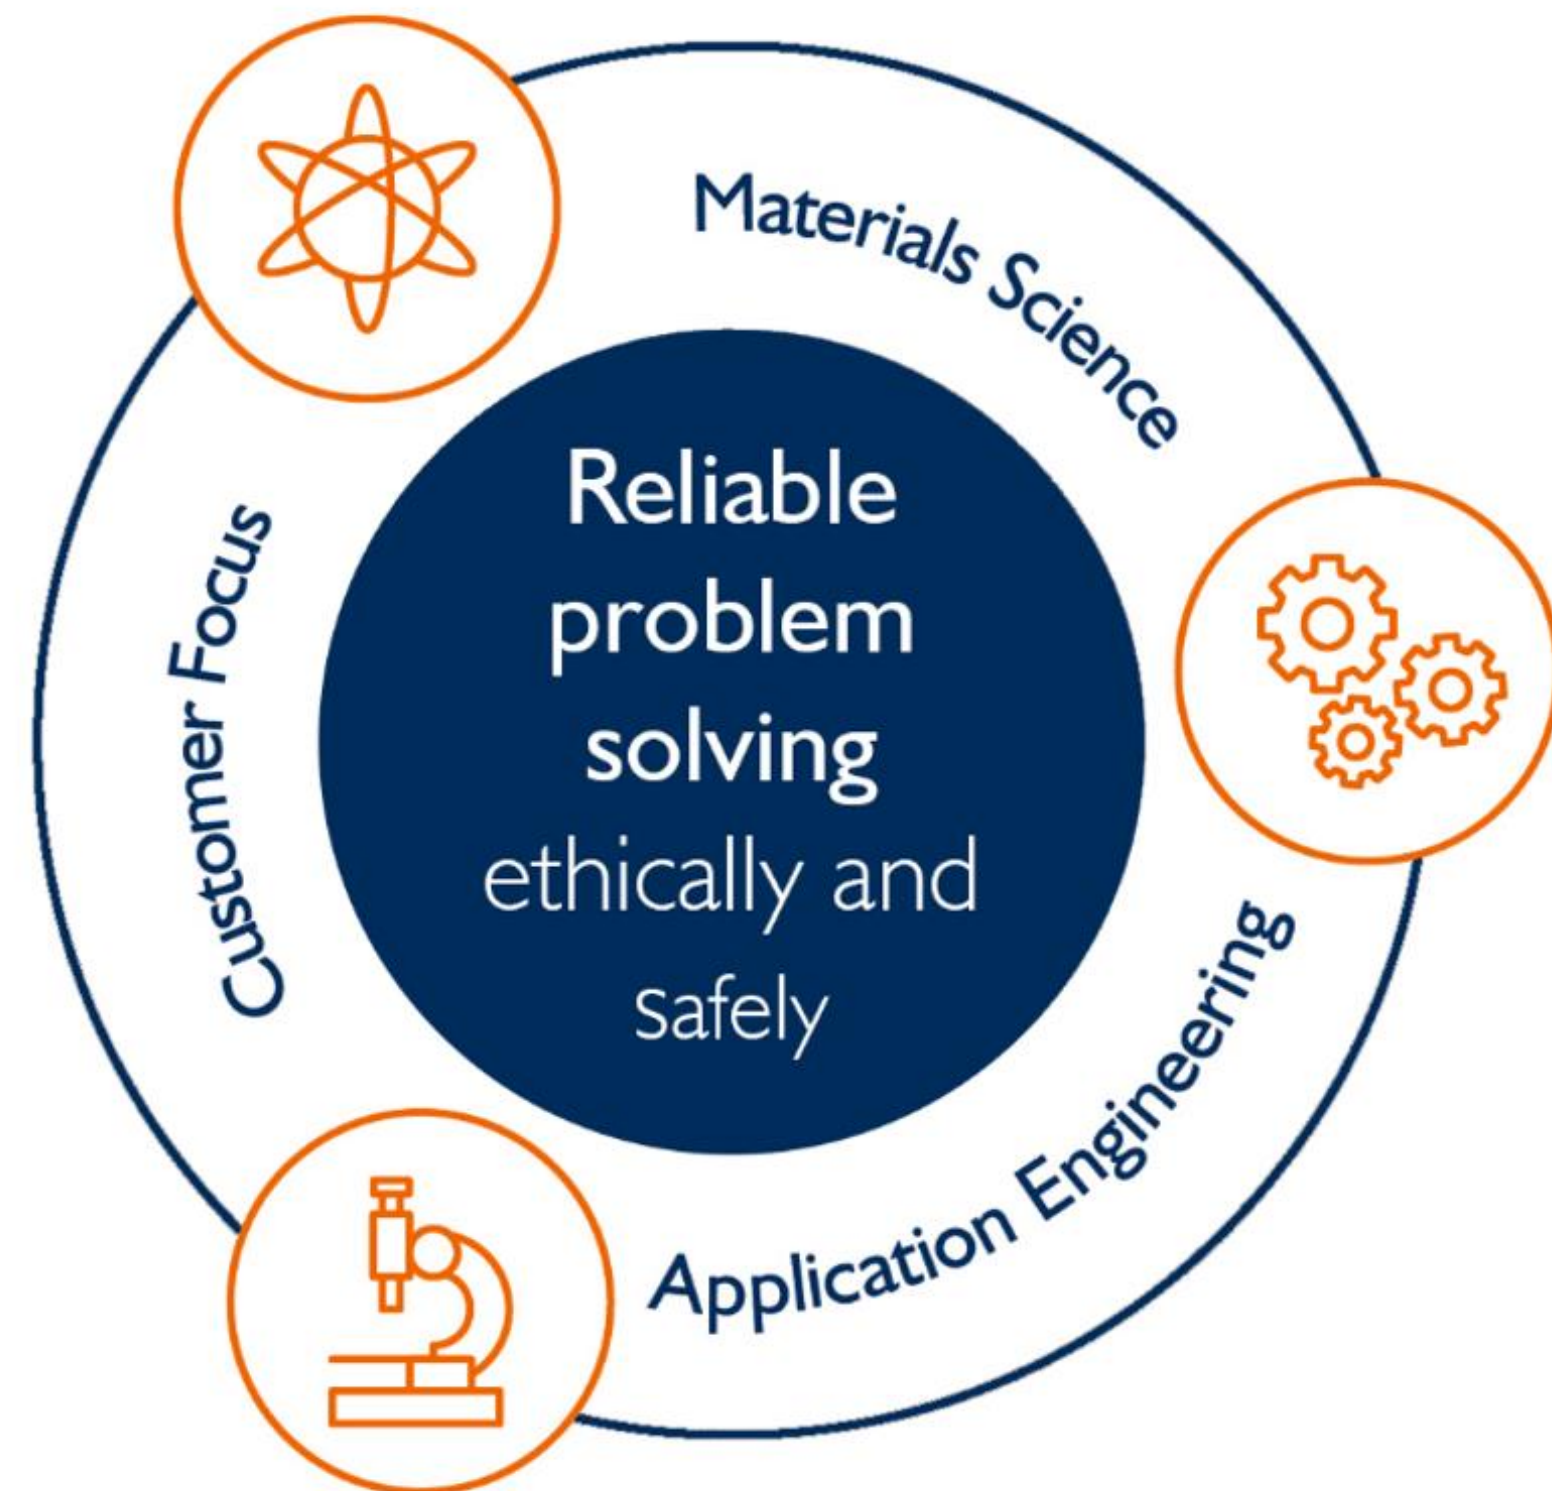 Materials Science
Reliable
problem
solving
ethically and
safely
Customer Focus
Application Engineering